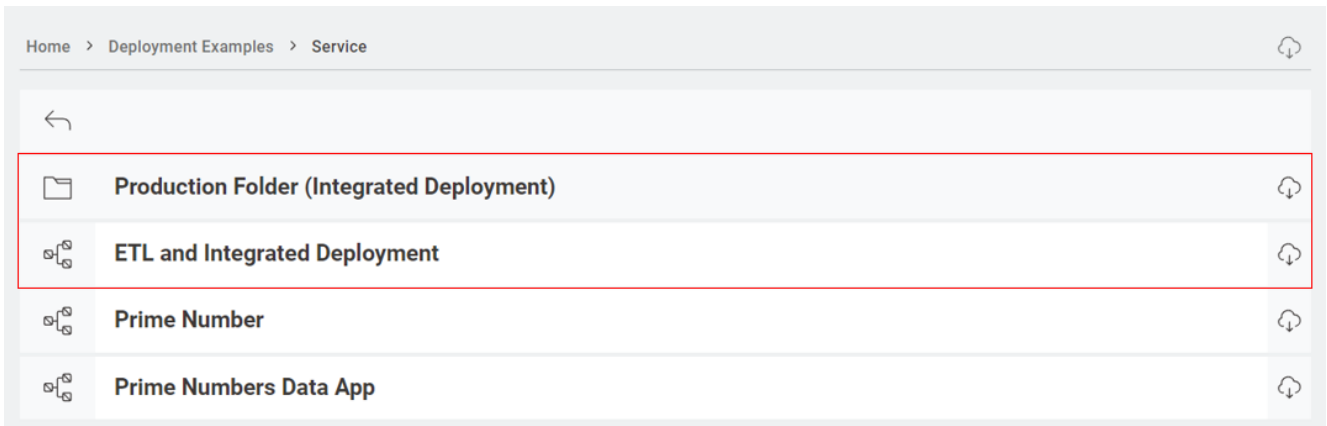 Home > Deployment Examples > Service
Production Folder (Integrated Deployment)
ETL and Integrated Deployment
Prime Number
Prime Numbers Data App